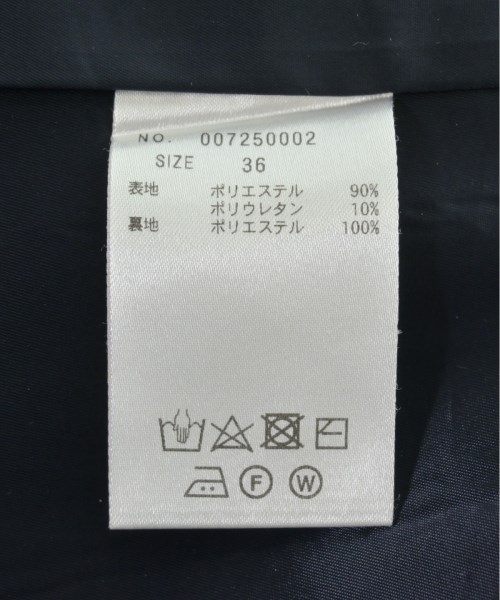 NO. 007250002
SIZE 36
表地 ポリエステル 90%
ポリウレタン 10%
裏地 ポリエステル 100%
F W